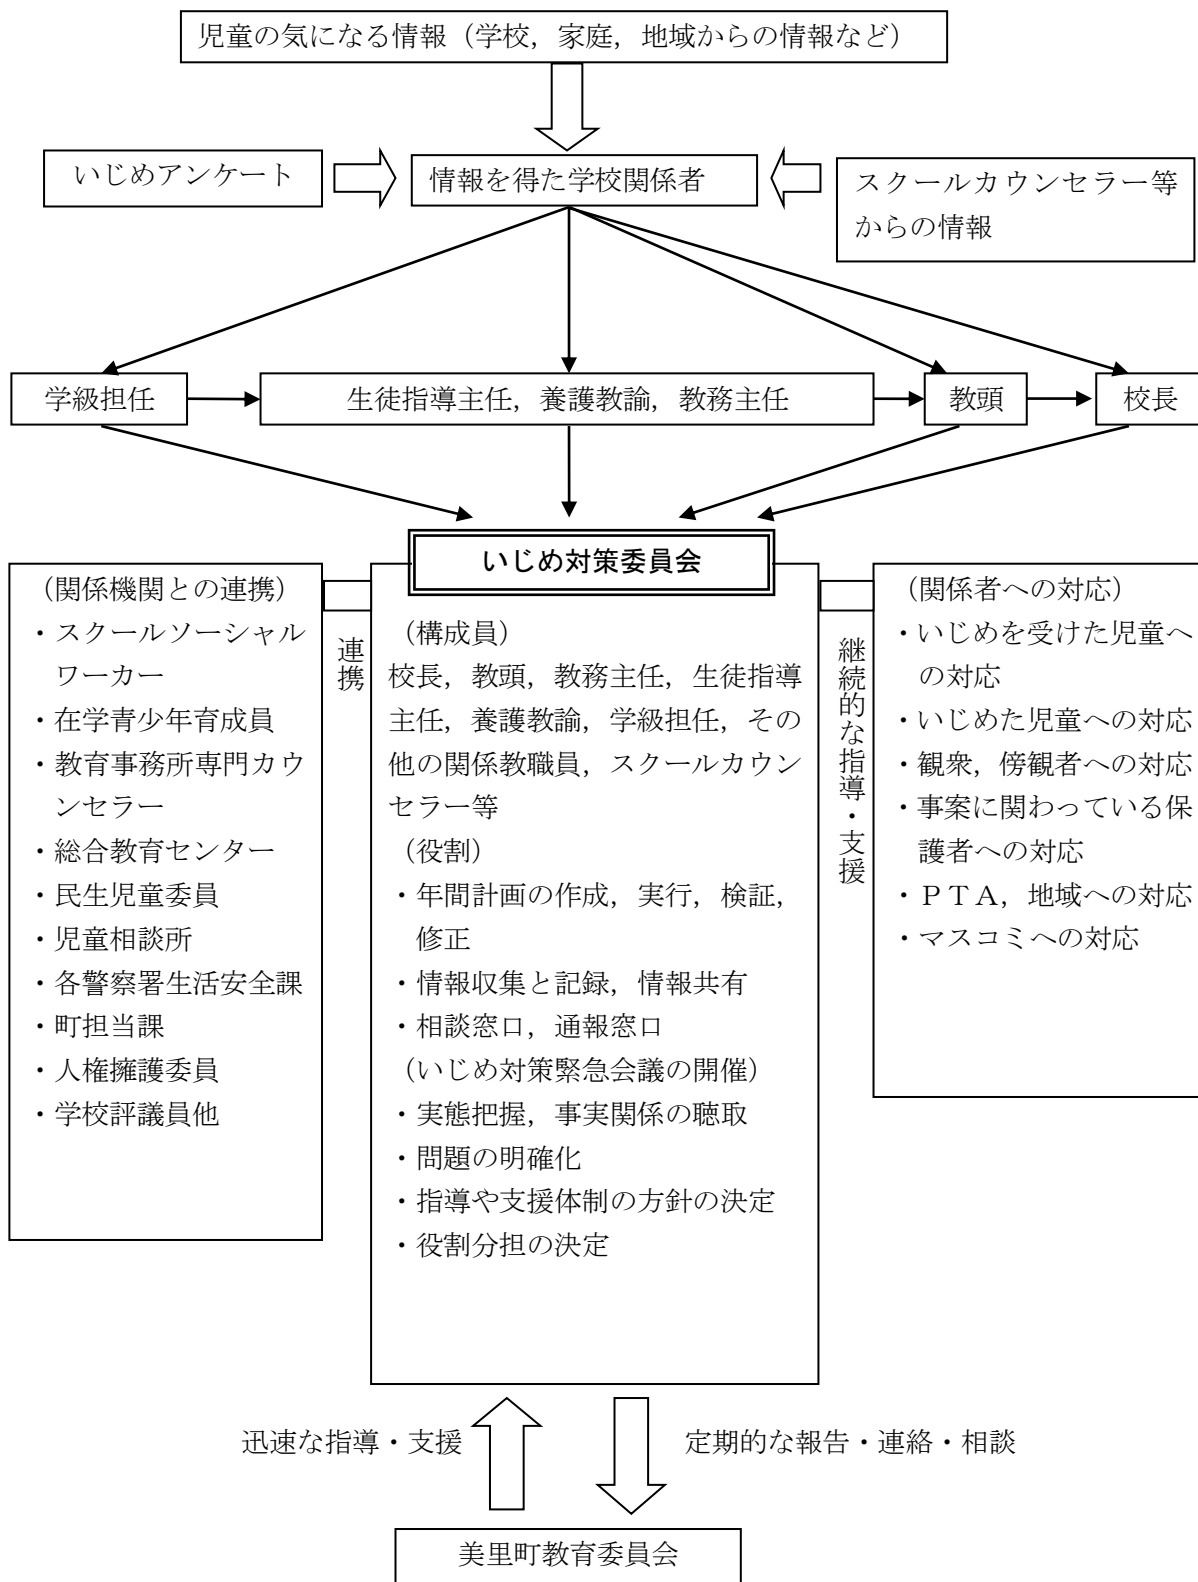 児童の気になる情報（学校，家庭，地域からの情報など）
いじめアンケート
情報を得た学校関係者
スクールカウンセラー等
からの情報
学級担任
生徒指導主任，養護教諭，教務主任
教頭
校長
いじめ対策委員会
（関係機関との連携）
・スクールソーシャル
ワーカー
・在学青少年育成員
・教育事務所専門カウ
ンセラー
・総合教育センター
・民生児童委員
・児童相談所
・各警察署生活安全課
・町担当課
・人権擁護委員
・学校評議員他
連携
（構成員）
校長，教頭，教務主任，生徒指導
主任，養護教諭，学級担任，その
他の関係教職員，スクールカウン
セラー等
（役割）
・年間計画の作成，実行，検証，
修正
・情報収集と記録，情報共有
・相談窓口，通報窓口
（いじめ対策緊急会議の開催）
・実態把握，事実関係の聴取
・問題の明確化
・指導や支援体制の方針の決定
・役割分担の決定
継続的な指導・支援
（関係者への対応）
・いじめを受けた児童へ
の対応
・いじめた児童への対応
・観衆，傍観者への対応
・事案に関わっている保
護者への対応
・ＰＴＡ，地域への対応
・マスコミへの対応
迅速な指導・支援
定期的な報告・連絡・相談
美里町教育委員会